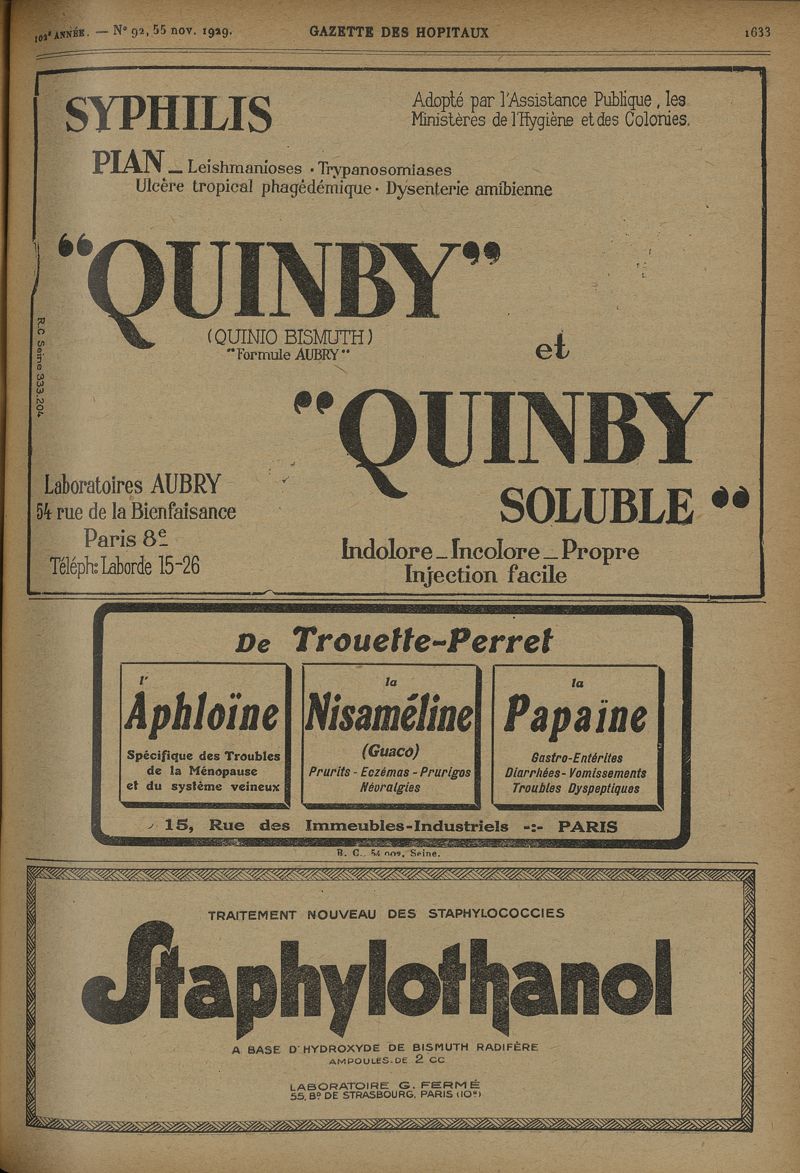 102e ANNÉE. — No 92, 55 nov. 1929. GAZETTE DES HOPITAUX 1633
SYPHILIS
Adopté par l'Assistance Publique, les
Ministères de l'Hygiène et des Colonies.
PIAN — Leishmanioses · Trypanosomiases
Ulcère tropical phagédémique · Dysenterie amibienne
"QUINBY"
(QUINIO BISMUTH)
"Formule AUBRY"
et
R.C Seine 333.204
"QUINBY
SOLUBLE"
Laboratoires AUBRY
54 rue de la Bienfaisance
Paris 8e
Téléph: Laborde 15-26
Indolore — Incolore — Propre
Injection facile
De Trouette-Perret
l'
Aphloïne
Spécifique des Troubles
de la Ménopause
et du système veineux
la
Nisaméline
(Guaco)
Prurits - Eczémas - Prurigos
Névralgies
la
Papaïne
Gastro-Entérites
Diarrhées - Vomissements
Troubles Dyspeptiques
15, Rue des Immeubles-Industriels -:- PARIS
R. C. Seine.
TRAITEMENT NOUVEAU DES STAPHYLOCOCCIES
Staphylothanol
A BASE D'HYDROXYDE DE BISMUTH RADIFÈRE
AMPOULES. DE 2 CC
LABORATOIRE G. FERMÉ
55, Bd DE STRASBOURG, PARIS (10e)